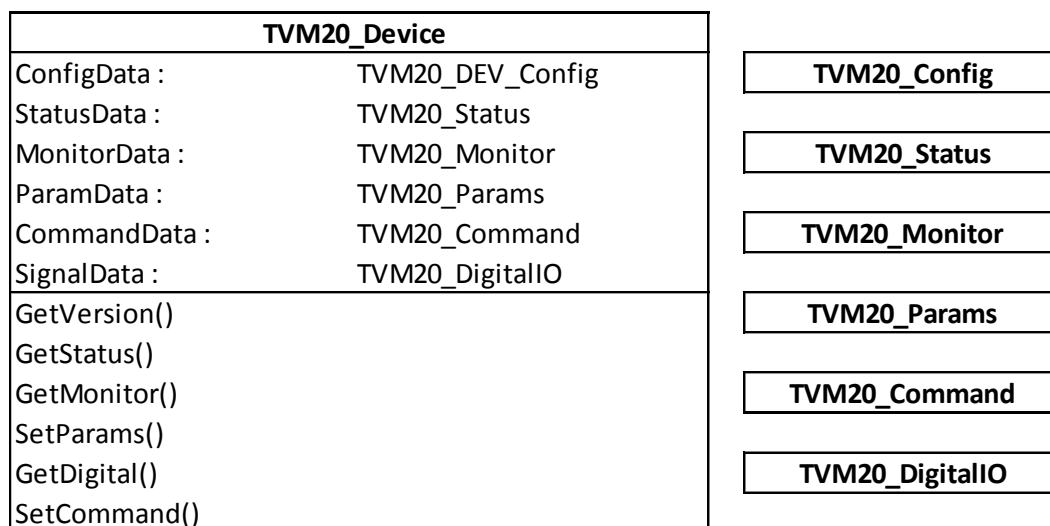 TVM20_Device
ConfigData : TVM20_DEV_Config
StatusData : TVM20_Status
MonitorData : TVM20_Monitor
ParamData : TVM20_Params
CommandData : TVM20_Command
SignalData : TVM20_DigitalIO
GetVersion()
GetStatus()
GetMonitor()
SetParams()
GetDigital()
SetCommand()
TVM20_Config
TVM20_Status
TVM20_Monitor
TVM20_Params
TVM20_Command
TVM20_DigitalIO